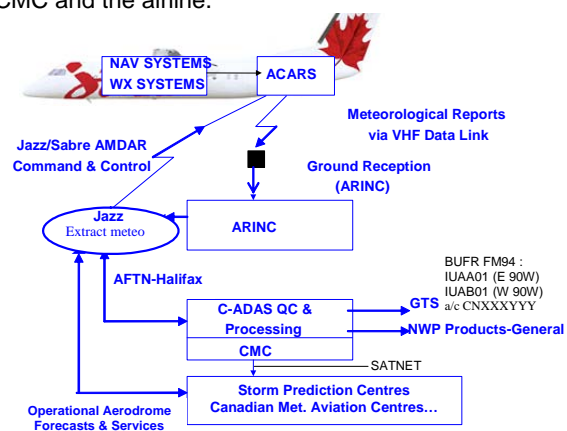 CMC and the airline.
NAV SYSTEMS
WX SYSTEMS
ACARS
Meteorological Reports
via VHF Data Link
Jazz/Sabre AMDAR
Command & Control
Ground Reception
(ARINC)
Jazz
Extract meteo
ARINC
AFTN-Halifax
BUFR FM94 :
IUAA01 (E 90W)
IUAB01 (W 90W)
GTS a/c CNXXXYYY
C-ADAS QC &
Processing
NWP Products-General
CMC
SATNET
Storm Prediction Centres
Canadian Met. Aviation Centres…
Operational Aerodrome
Forecasts & Services